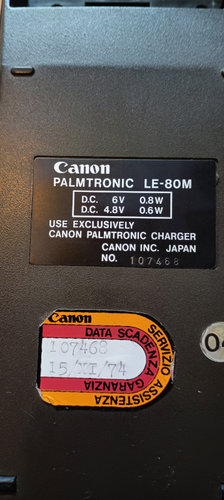 Canon
PALMTRONIC LE-80M
D.C. 6V 0.8W
D.C. 4.8V 0.6W
USE EXCLUSIVELY
CANON PALMTRONIC CHARGER
CANON INC. JAPAN
NO. 107468
Canon
SERVIZIO ASSISTENZA
DATA SCADENZA
107468
15/XI/74
GARANZIA